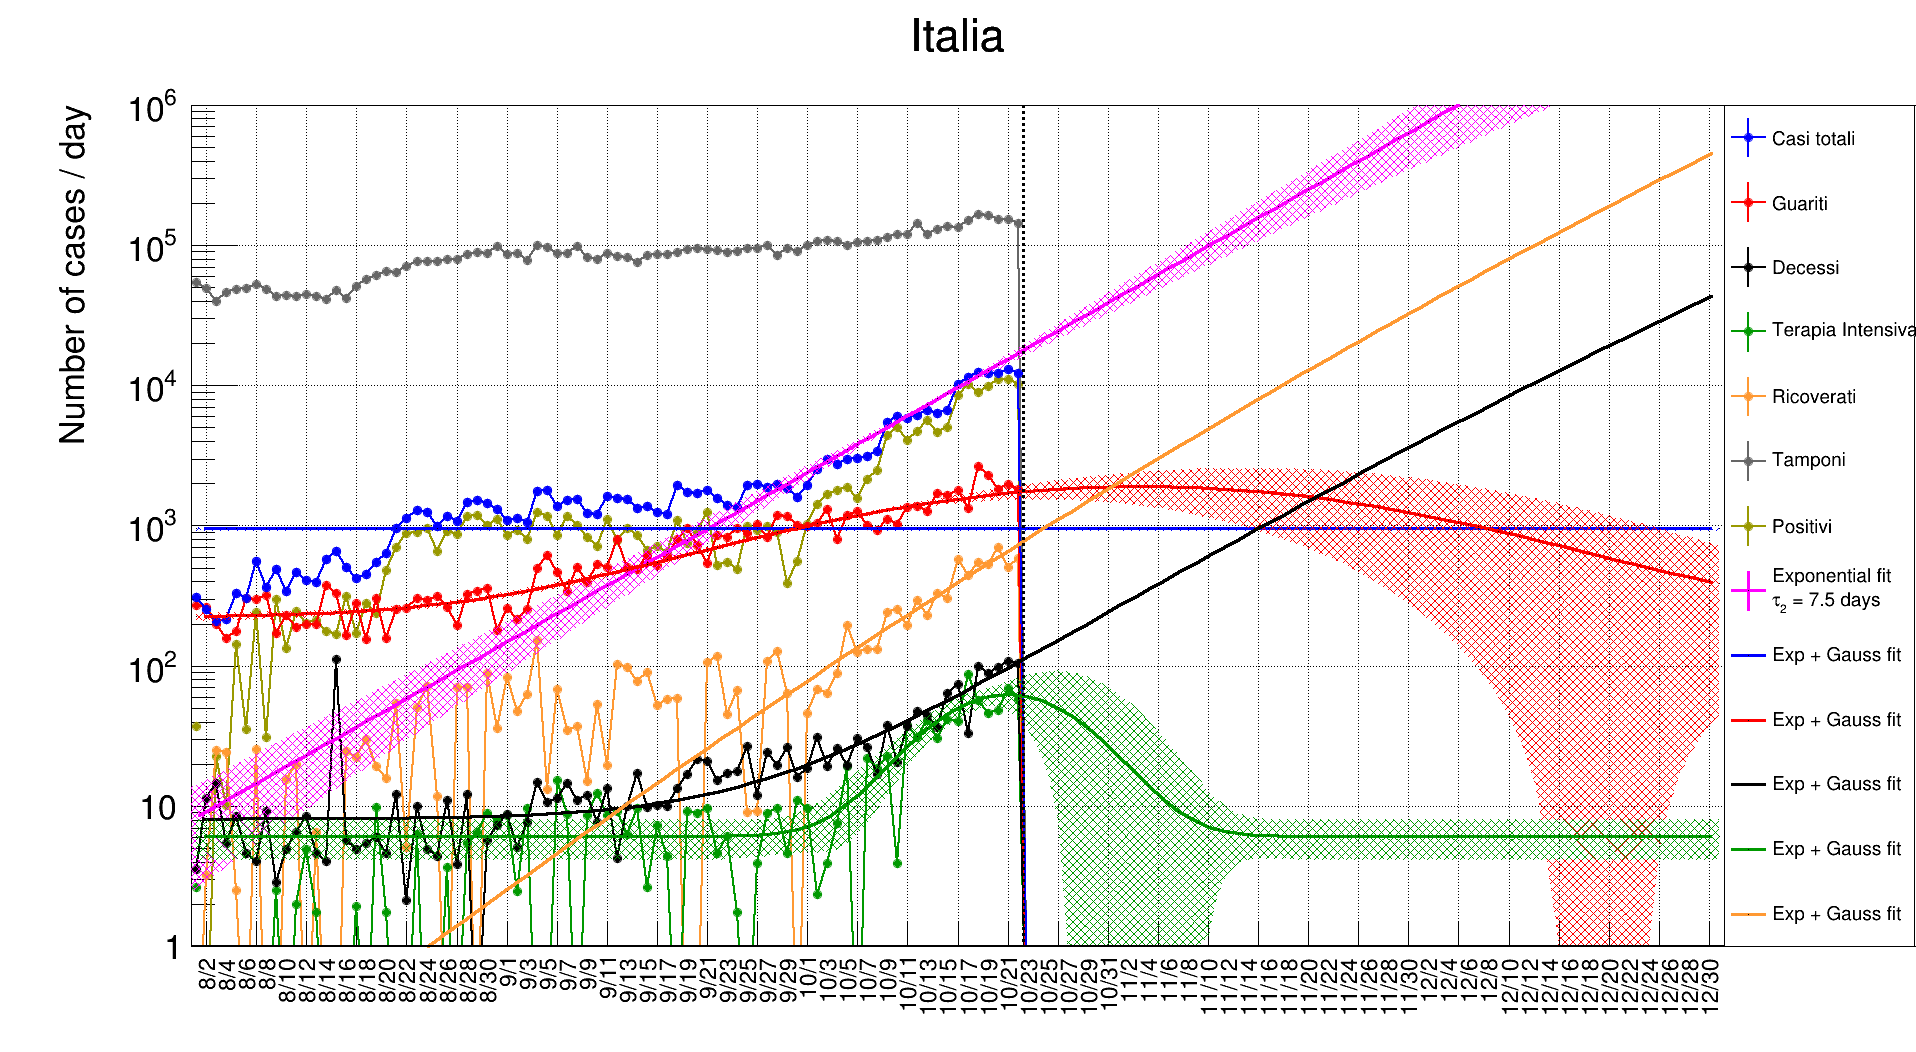 Italia
Number of cases / day
10^6
10^5
10^4
10^3
10^2
10
1
8/2 8/4 8/6 8/8 8/10 8/12 8/14 8/16 8/18 8/20 8/22 8/24 8/26 8/28 8/30 9/1 9/3 9/5 9/7 9/9 9/11 9/13 9/15 9/17 9/19 9/21 9/23 9/25 9/27 9/29 10/1 10/3 10/5 10/7 10/9 10/11 10/13 10/15 10/17 10/19 10/21 10/23 10/25 10/27 10/29 10/31 11/2 11/4 11/6 11/8 11/10 11/12 11/14 11/16 11/18 11/20 11/22 11/24 11/26 11/28 11/30 12/2 12/4 12/6 12/8 12/10 12/12 12/14 12/16 12/18 12/20 12/22 12/24 12/26 12/28 12/30
Casi totali
Guariti
Decessi
Terapia Intensiva
Ricoverati
Tamponi
Positivi
Exponential fit
τ₂ = 7.5 days
Exp + Gauss fit
Exp + Gauss fit
Exp + Gauss fit
Exp + Gauss fit
Exp + Gauss fit